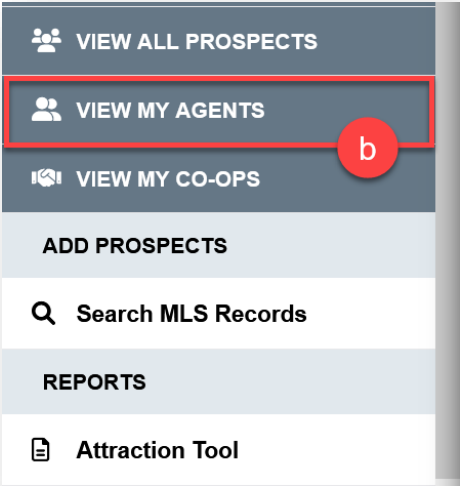 VIEW ALL PROSPECTS
VIEW MY AGENTS
b
VIEW MY CO-OPS
ADD PROSPECTS
Search MLS Records
REPORTS
Attraction Tool